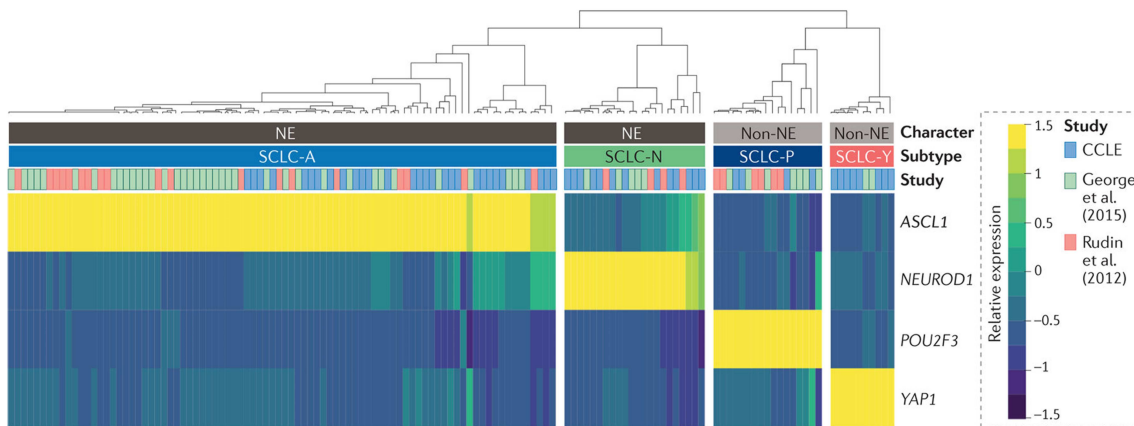 NE NE Non-NE Non-NE Character
SCLC-A SCLC-N SCLC-P SCLC-Y Subtype
Study
ASCL1
NEUROD1
POU2F3
YAP1
Relative expression
1.5
1
0.5
0
–0.5
–1
–1.5
Study
CCLE
George
et al.
(2015)
Rudin
et al.
(2012)